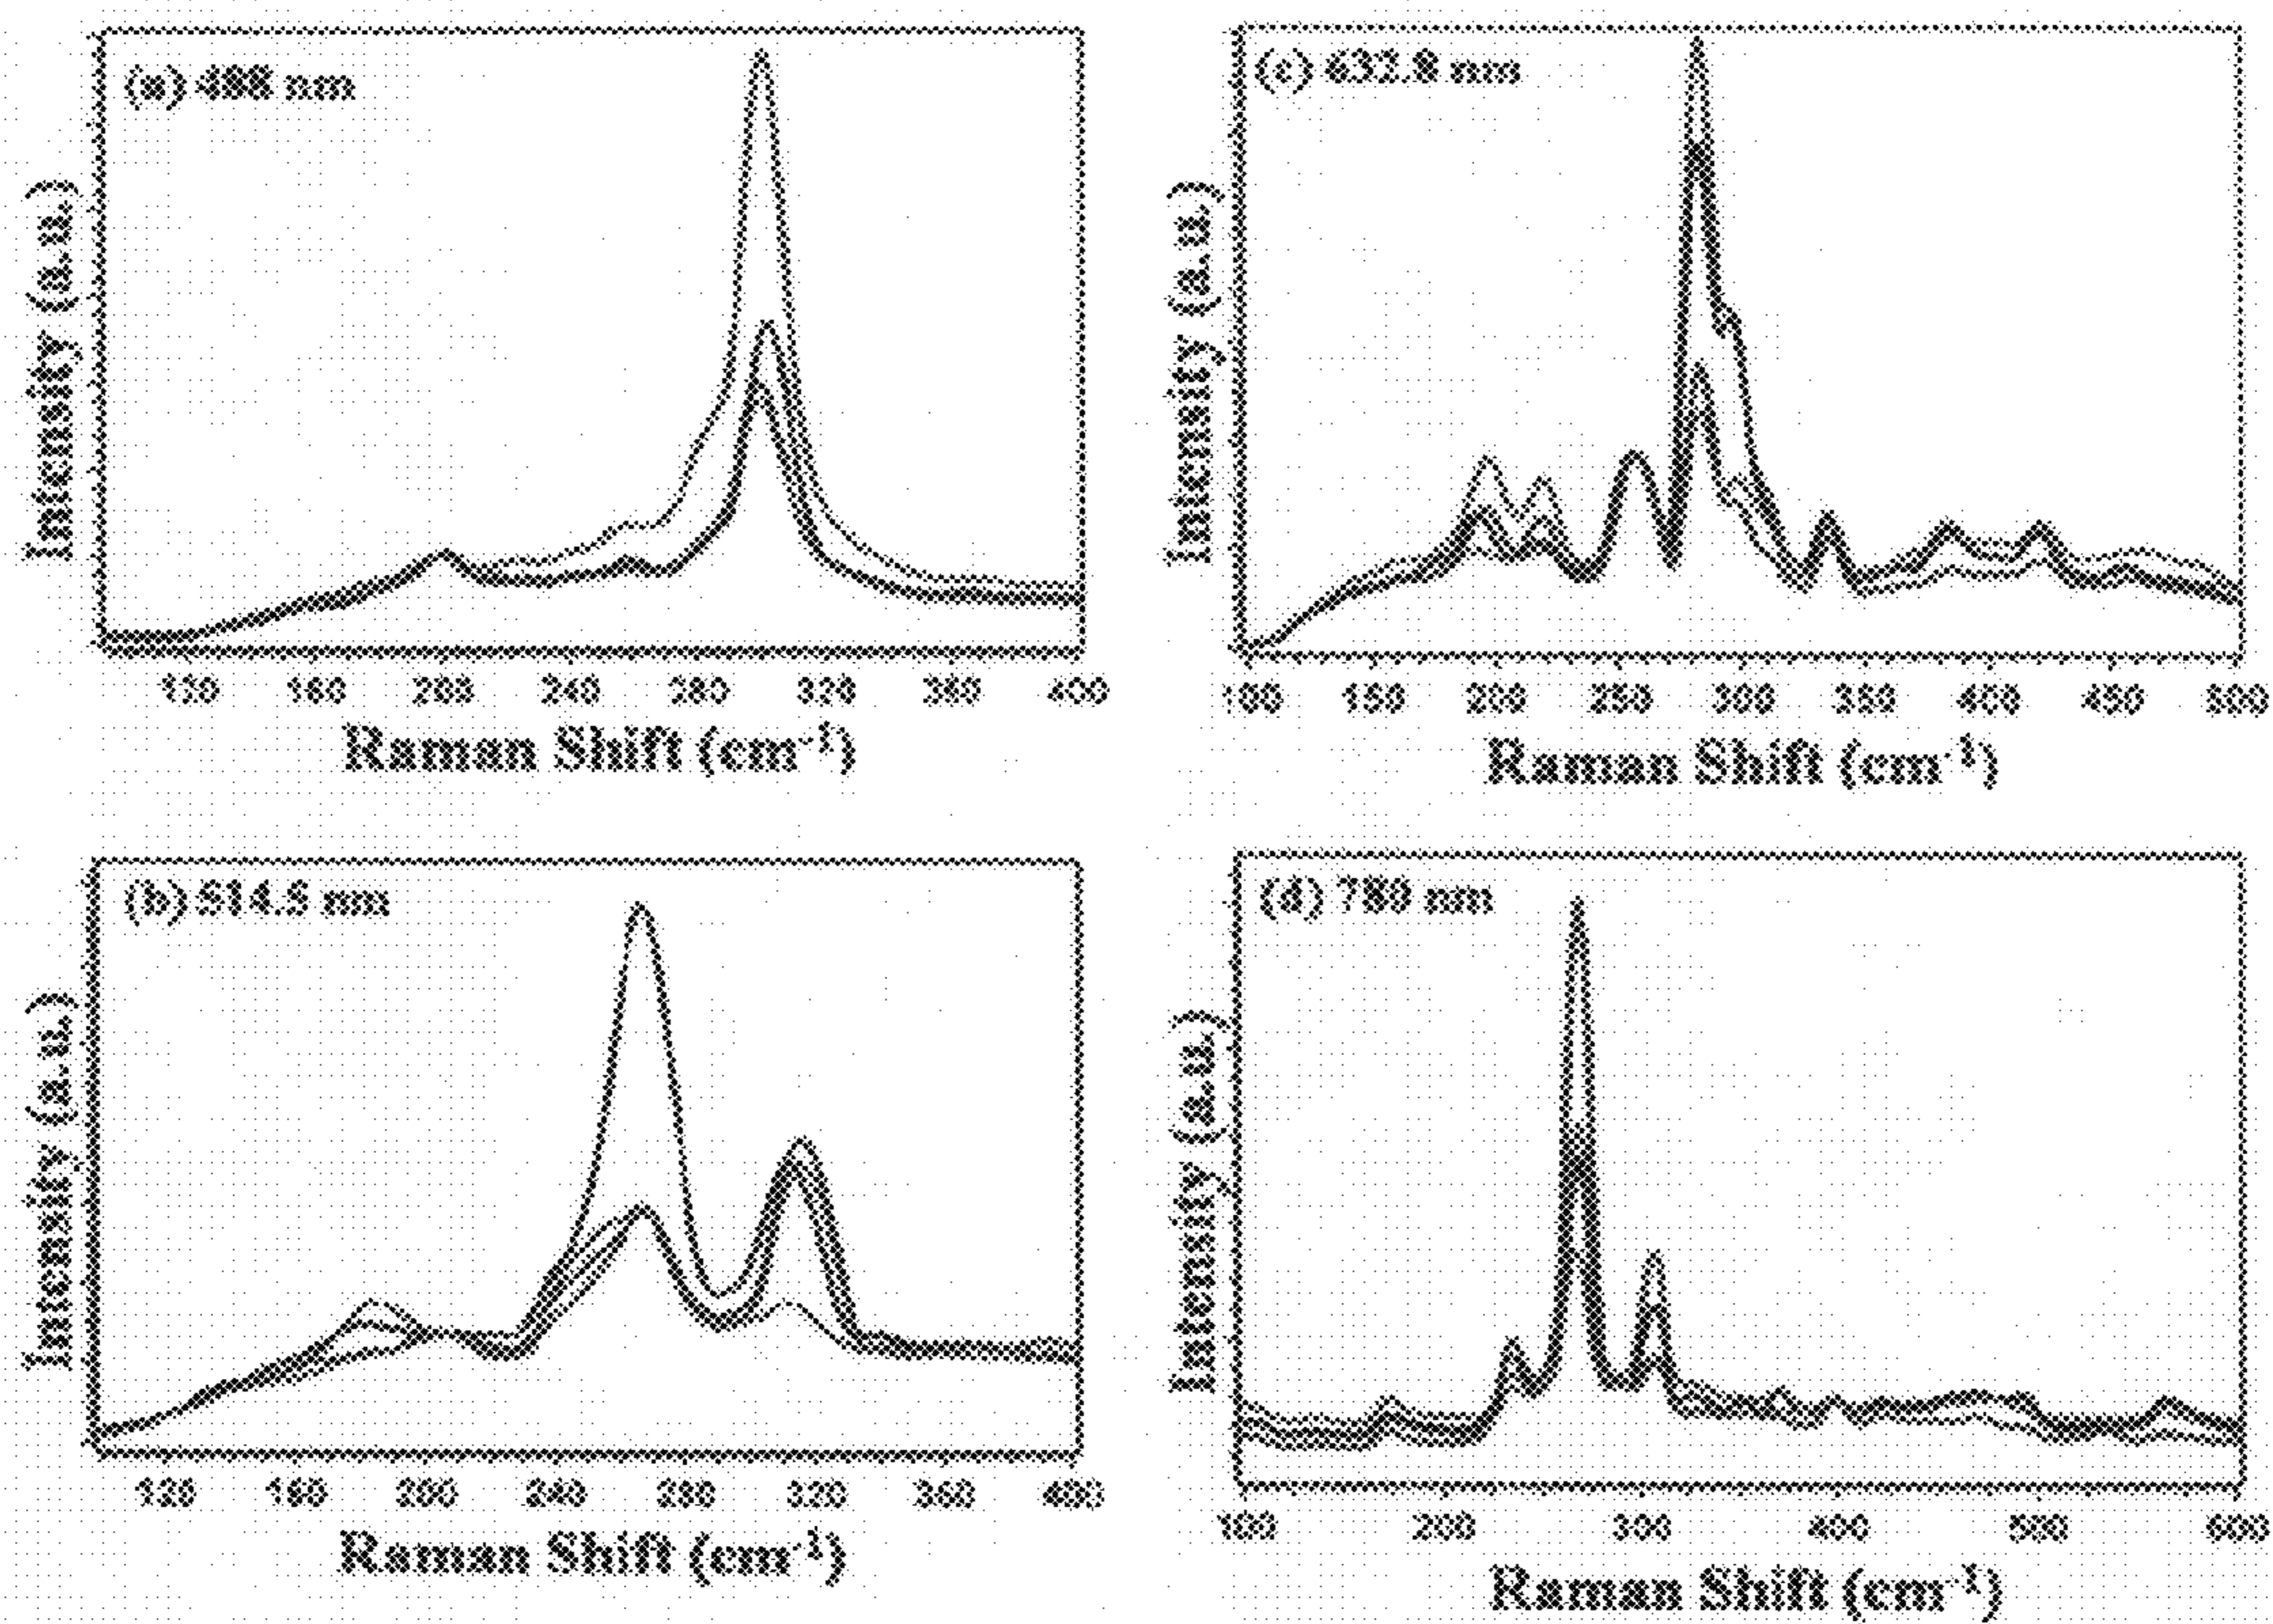 (a) 488 nm
Intensity (a.u.)
120 160 200 240 280 320 360 400
Raman Shift (cm-1)
(c) 632.8 nm
Intensity (a.u.)
100 150 200 250 300 350 400 450 500
Raman Shift (cm-1)
(b) 514.5 nm
Intensity (a.u.)
120 160 200 240 280 320 360 400
Raman Shift (cm-1)
(d) 780 nm
Intensity (a.u.)
100 200 300 400 500 600
Raman Shift (cm-1)